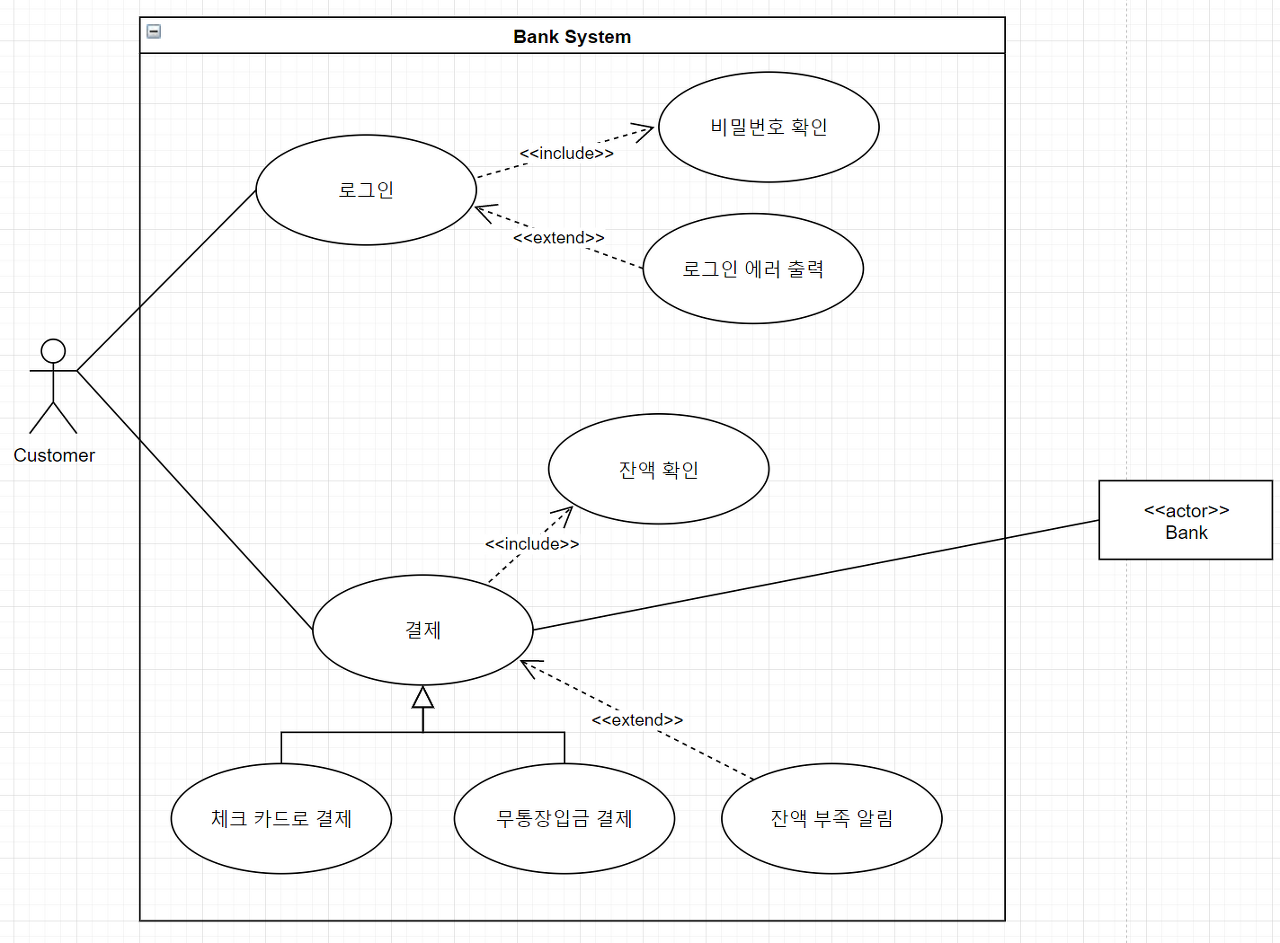 Bank System
비밀번호 확인
<<include>>
로그인
<<extend>>
로그인 에러 출력
Customer
잔액 확인
<<actor>>
Bank
<<include>>
결제
<<extend>>
체크 카드로 결제
무통장입금 결제
잔액 부족 알림